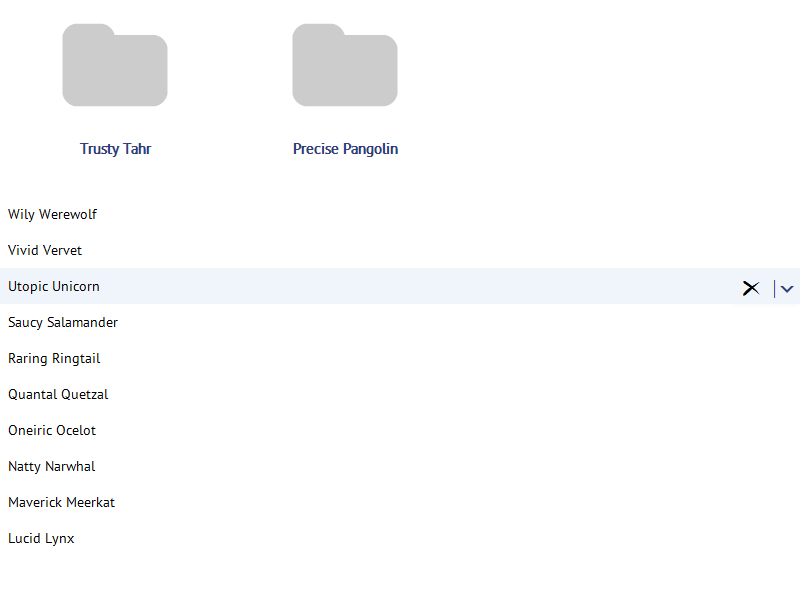 Trusty Tahr
Precise Pangolin
Wily Werewolf
Vivid Vervet
Utopic Unicorn
Saucy Salamander
Raring Ringtail
Quantal Quetzal
Oneiric Ocelot
Natty Narwhal
Maverick Meerkat
Lucid Lynx